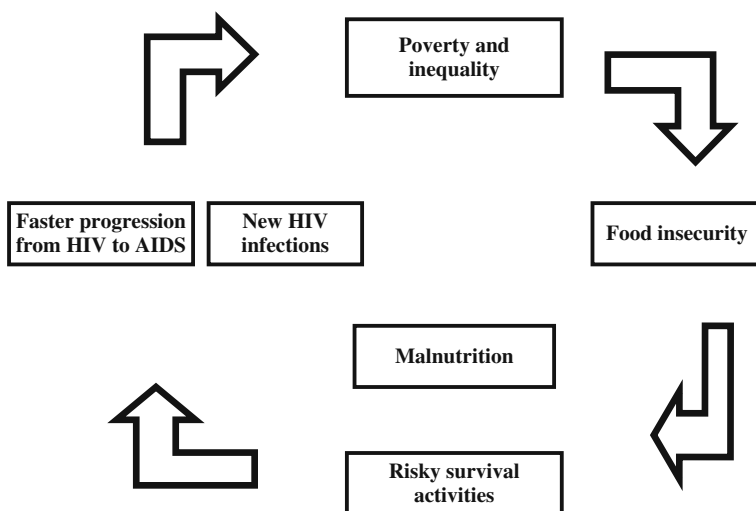 Poverty and
inequality
Faster progression
from HIV to AIDS
New HIV
infections
Food insecurity
Malnutrition
Risky survival
activities